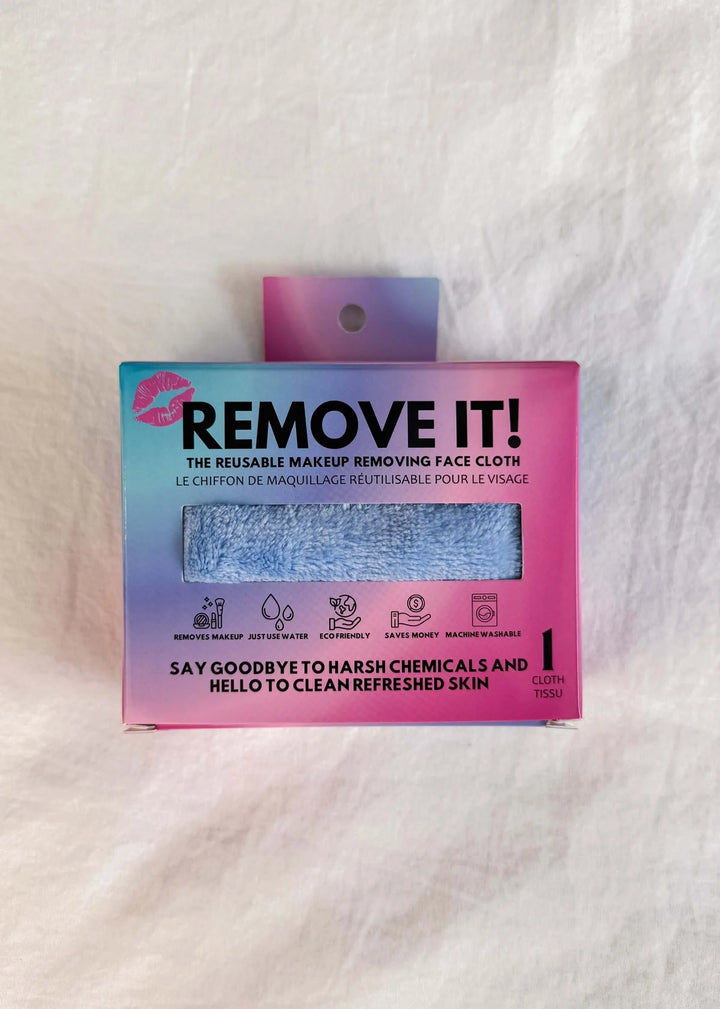 REMOVE IT!
THE REUSABLE MAKEUP REMOVING FACE CLOTH
LE CHIFFON DE MAQUILLAGE RÉUTILISABLE POUR LE VISAGE
REMOVES MAKEUP JUST USE WATER ECO FRIENDLY SAVES MONEY MACHINE WASHABLE
SAY GOODBYE TO HARSH CHEMICALS AND
HELLO TO CLEAN REFRESHED SKIN
1
CLOTH
TISSU